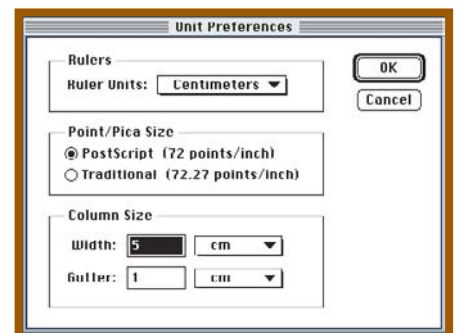 Unit Preferences
Rulers
Ruler Units: Centimeters
OK
Cancel
Point/Pica Size
PostScript (72 points/inch)
Traditional (72.27 points/inch)
Column Size
Width: 5 cm
Gutter: 1 cm